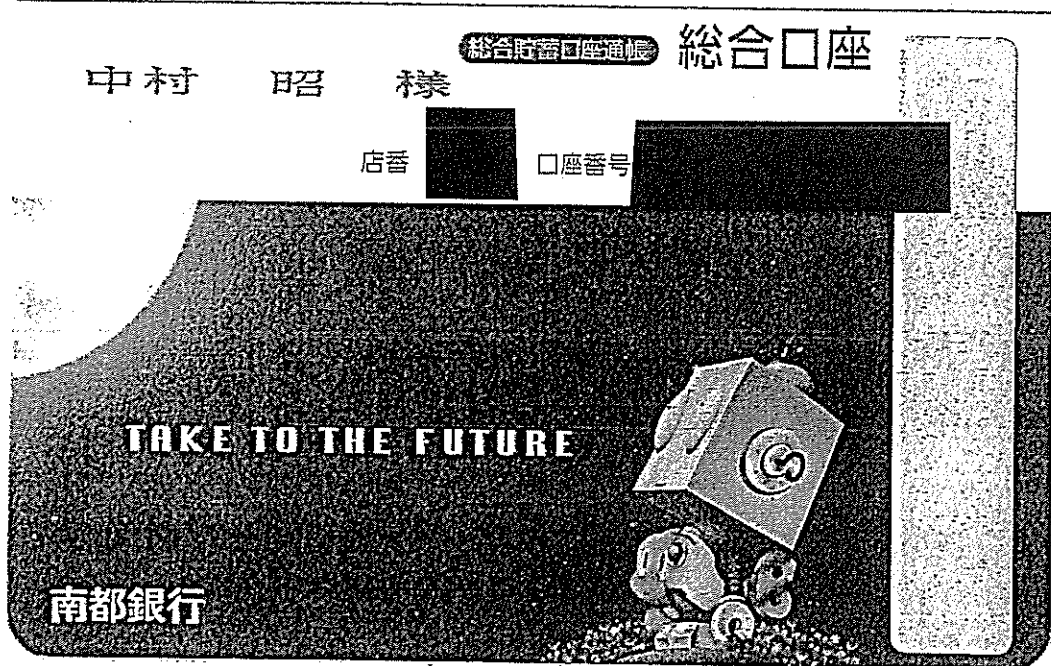 総合貯蓄口座通帳 総合口座
中村 昭 様
店番 口座番号
TAKE TO THE FUTURE
南都銀行